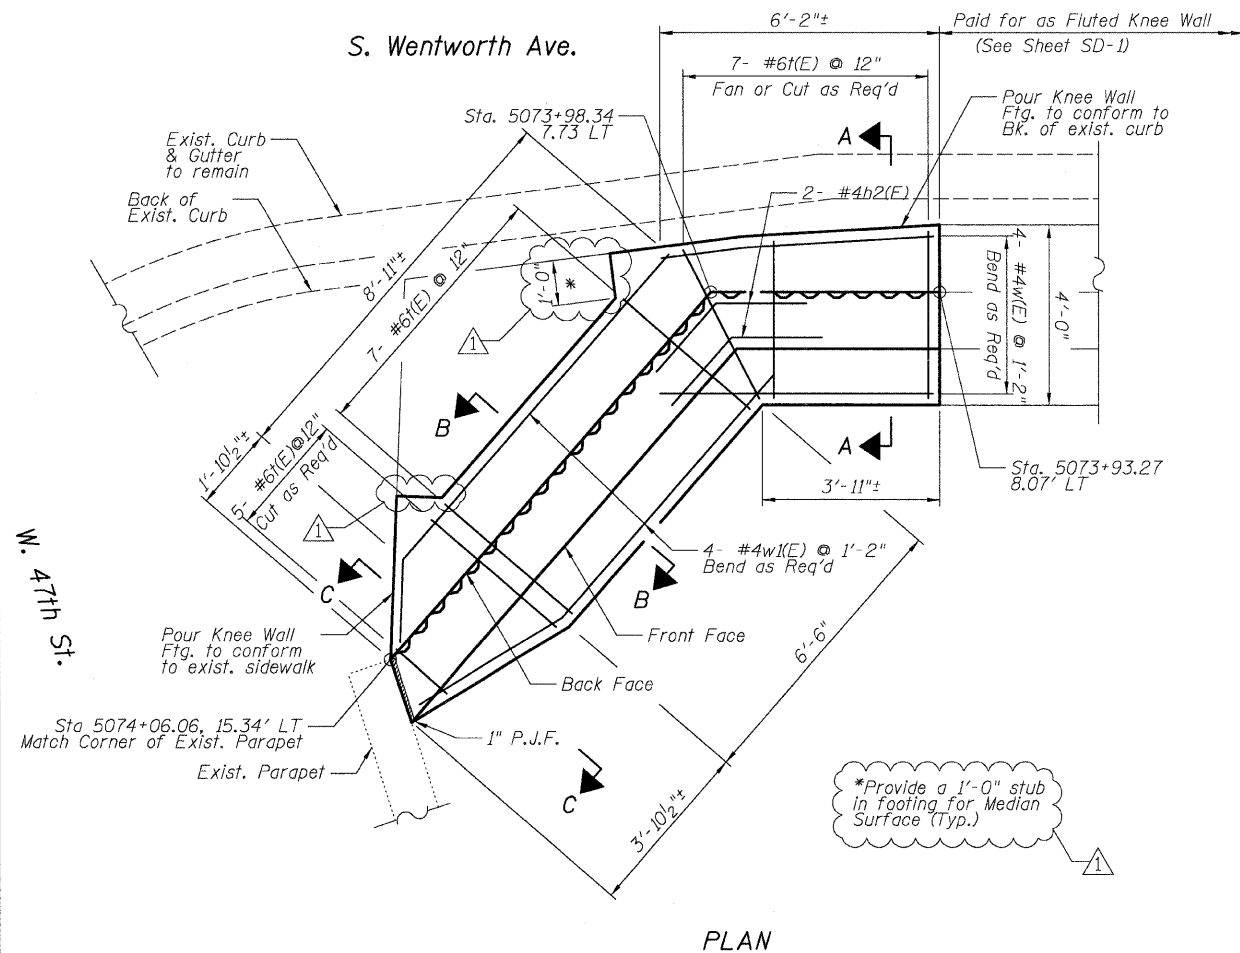 S. Wentworth Ave.
6'-2"±
Paid for as Fluted Knee Wall
(See Sheet SD-1)
7- #6t(E) @ 12"
Fan or Cut as Req'd
Sta. 5073+98.34
7.73 LT
Pour Knee Wall
Ftg. to conform to
Bk. of exist. curb
A
Exist. Curb
& Gutter
to remain
2- #4h2(E)
Back of
Exist. Curb
8'-11"±
7- #6t(E) @ 12"
1'-0"
*
1
4- #4w(E) @ 1'-2"
Bend as Req'd
4'-0"
B
A
1'-10½"±
5- #6t(E)@12"
Cut as Req'd
Sta. 5073+93.27
8.07' LT
3'-11"±
1
W. 47th St.
4- #4w1(E) @ 1'-2"
Bend as Req'd
C
B
Pour Knee Wall
Ftg. to conform
to exist. sidewalk
Front Face
6'-6"
Back Face
Sta 5074+06.06, 15.34' LT
Match Corner of Exist. Parapet
1" P.J.F.
Exist. Parapet
C
3'-10½"±
*Provide a 1'-0" stub
in footing for Median
Surface (Typ.)
1
PLAN